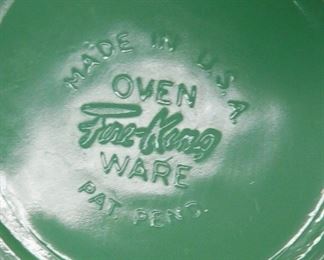 MADE IN U.S.A.
OVEN
Fire-King
WARE
PAT. PEND.